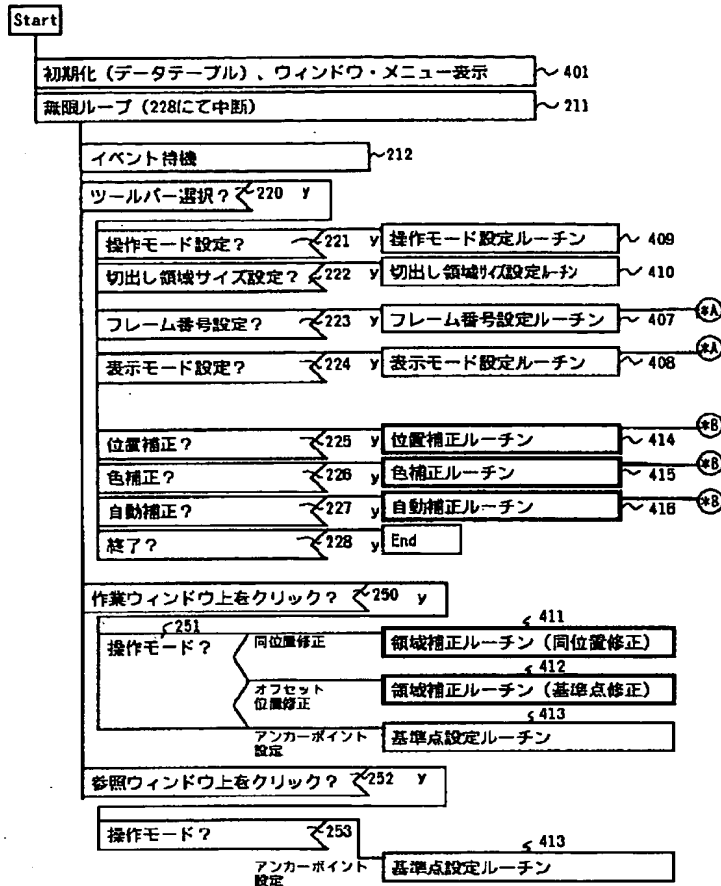 Start
初期化（データテーブル）、ウィンドウ・メニュー表示 401
無限ループ（228にて中断） 211
イベント待機 212
ツールバー選択？ 220 y
操作モード設定？ 221 y 操作モード設定ルーチン 409
切出し領域サイズ設定？ 222 y 切出し領域サイズ設定ルーチン 410
フレーム番号設定？ 223 y フレーム番号設定ルーチン 407 *A
表示モード設定？ 224 y 表示モード設定ルーチン 408 *A
位置補正？ 225 y 位置補正ルーチン 414 *B
色補正？ 226 y 色補正ルーチン 415 *B
自動補正？ 227 y 自動補正ルーチン 416 *B
終了？ 228 y End
作業ウィンドウ上をクリック？ 250 y
操作モード？ 251 同位置修正 領域補正ルーチン（同位置修正） 411
オフセット
位置修正 領域補正ルーチン（基準点修正） 412
アンカーポイント
設定 基準点設定ルーチン 413
参照ウィンドウ上をクリック？ 252 y
操作モード？ 253
アンカーポイント
設定 基準点設定ルーチン 413